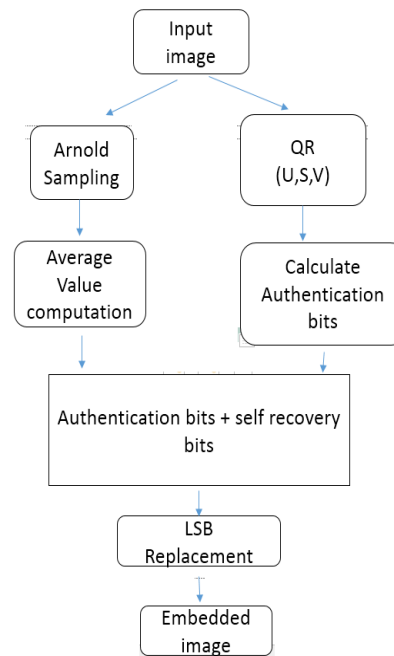 Input
image
Arnold
Sampling
QR
(U,S,V)
Average
Value
computation
Calculate
Authentication
bits
Authentication bits + self recovery
bits
LSB
Replacement
Embedded
image